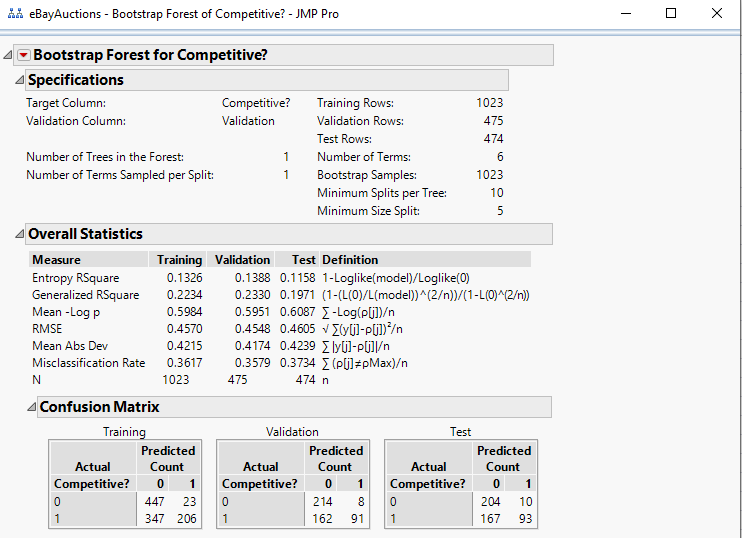 eBayAuctions - Bootstrap Forest of Competitive? - JMP Pro
Bootstrap Forest for Competitive?
Specifications
Target Column: Competitive? Training Rows: 1023
Validation Column: Validation Validation Rows: 475
Test Rows: 474
Number of Trees in the Forest: 1 Number of Terms: 6
Number of Terms Sampled per Split: 1 Bootstrap Samples: 1023
Minimum Splits per Tree: 10
Minimum Size Split: 5
Overall Statistics
Measure Training Validation Test Definition
Entropy RSquare 0.1326 0.1388 0.1158 1-Loglike(model)/Loglike(0)
Generalized RSquare 0.2234 0.2330 0.1971 (1-(L(0)/L(model))^(2/n))/(1-L(0)^(2/n))
Mean -Log p 0.5984 0.5951 0.6087 ∑ -Log(ρ[j])/n
RMSE 0.4570 0.4548 0.4605 √ ∑(y[j]-ρ[j])²/n
Mean Abs Dev 0.4215 0.4174 0.4239 ∑ |y[j]-ρ[j]|/n
Misclassification Rate 0.3617 0.3579 0.3734 ∑ (ρ[j]≠ρMax)/n
N 1023 475 474 n
Confusion Matrix
Training Validation Test
Predicted Predicted Predicted
Actual Count Actual Count Actual Count
Competitive? 0 1 Competitive? 0 1 Competitive? 0 1
0 447 23 0 214 8 0 204 10
1 347 206 1 162 91 1 167 93